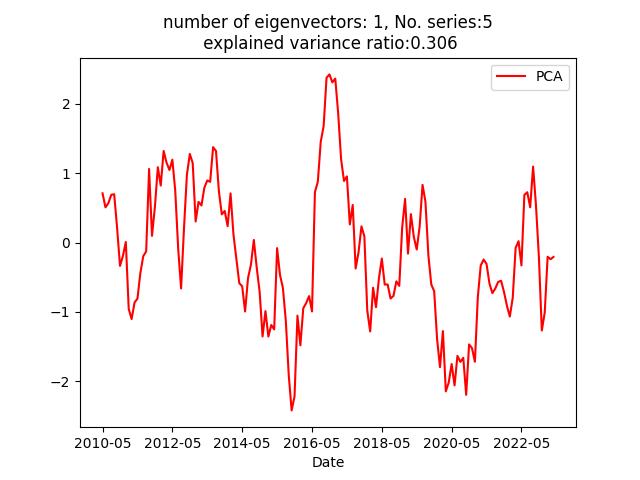 number of eigenvectors: 1, No. series:5
explained variance ratio:0.306
PCA
2
1
0
−1
−2
2010-05 2012-05 2014-05 2016-05 2018-05 2020-05 2022-05
Date